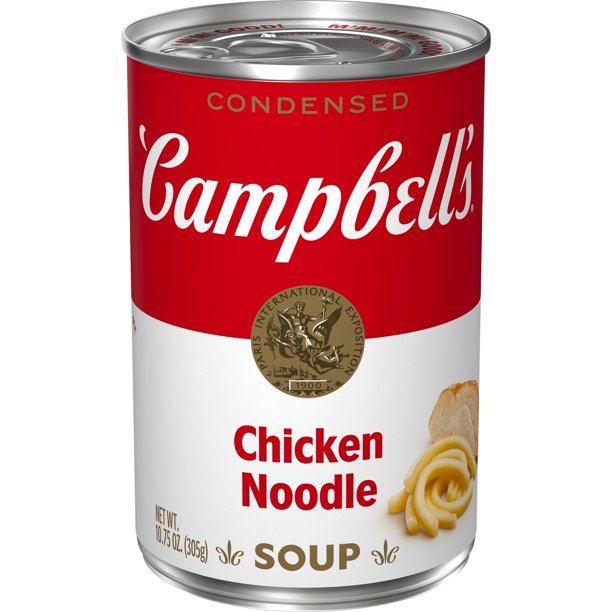 CONDENSED
Campbell's®
PARIS INTERNATIONAL EXPOSITION
1900
Chicken
Noodle
NET WT.
10.75 OZ. (305g)
SOUP